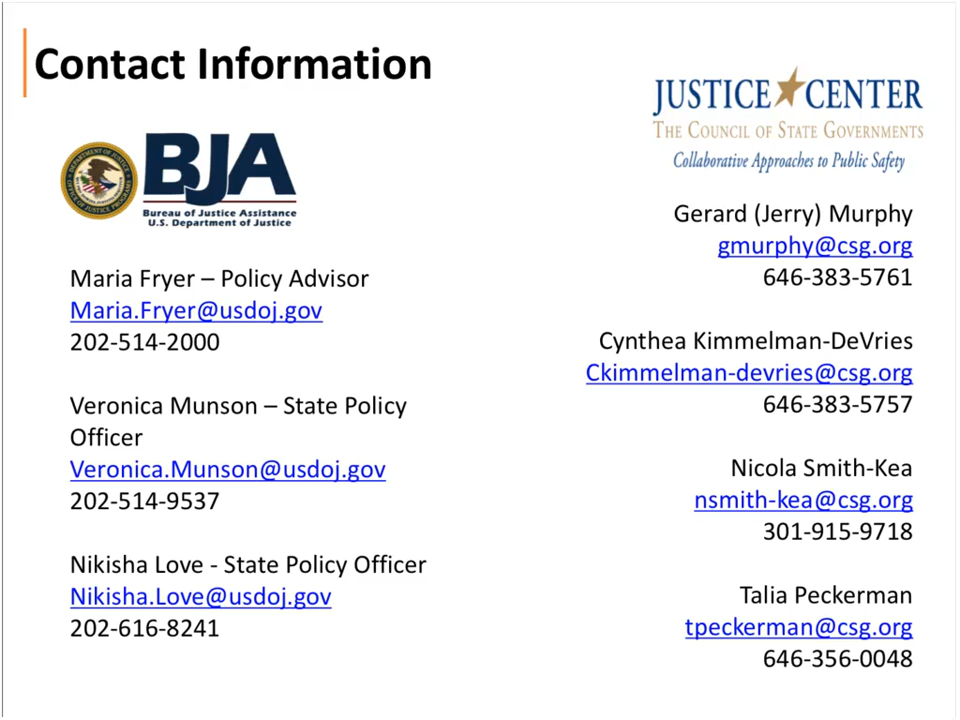 Contact Information
BJA
Bureau of Justice Assistance
U.S. Department of Justice
Maria Fryer – Policy Advisor
Maria.Fryer@usdoj.gov
202-514-2000
Veronica Munson – State Policy
Officer
Veronica.Munson@usdoj.gov
202-514-9537
Nikisha Love - State Policy Officer
Nikisha.Love@usdoj.gov
202-616-8241
JUSTICE CENTER
THE COUNCIL OF STATE GOVERNMENTS
Collaborative Approaches to Public Safety
Gerard (Jerry) Murphy
gmurphy@csg.org
646-383-5761
Cynthea Kimmelman-DeVries
Ckimmelman-devries@csg.org
646-383-5757
Nicola Smith-Kea
nsmith-kea@csg.org
301-915-9718
Talia Peckerman
tpeckerman@csg.org
646-356-0048